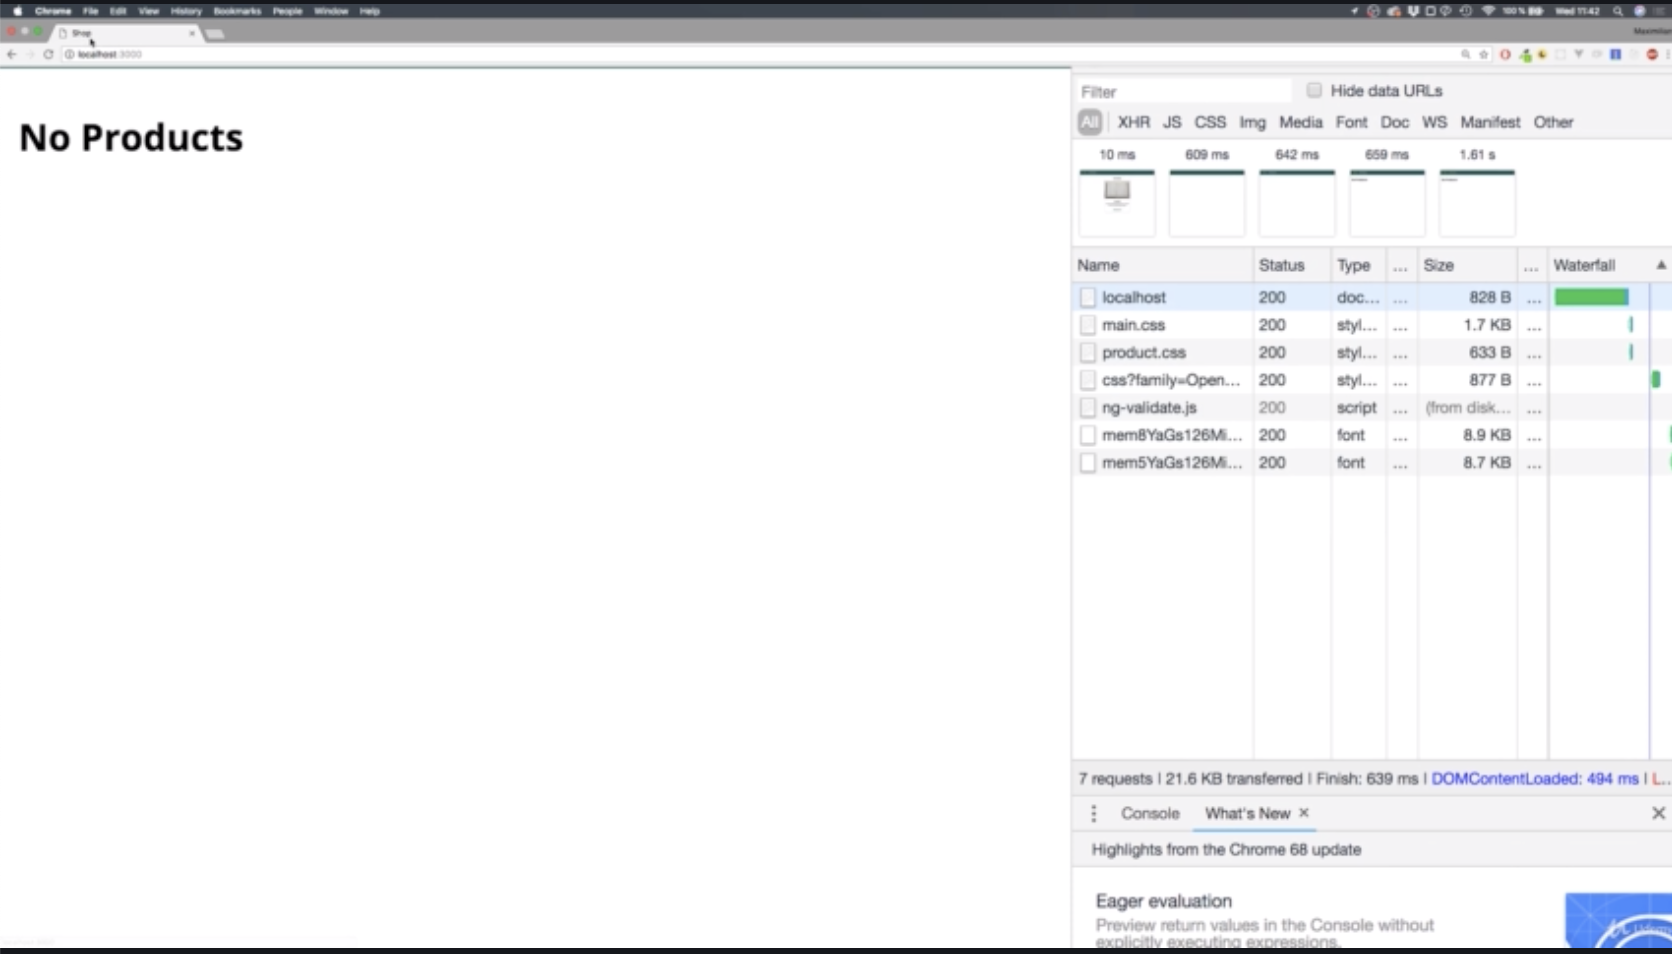 Chrome File Edit View History Bookmarks People Window Help
100% Wed 11:42
Shop
localhost:3000
No Products
Filter Hide data URLs
All XHR JS CSS Img Media Font Doc WS Manifest Other
10 ms 609 ms 642 ms 659 ms 1.61 s
Name Status Type ... Size ... Waterfall
localhost 200 doc... ... 828 B ...
main.css 200 styl... ... 1.7 KB ...
product.css 200 styl... ... 633 B ...
css?family=Open... 200 styl... ... 877 B ...
ng-validate.js 200 script ... (from disk... ...
mem8YaGs126Mi... 200 font ... 8.9 KB ...
mem5YaGs126Mi... 200 font ... 8.7 KB ...
7 requests | 21.6 KB transferred | Finish: 639 ms | DOMContentLoaded: 494 ms | L...
Console What's New
Highlights from the Chrome 68 update
Eager evaluation
Preview return values in the Console without
explicitly executing expressions.